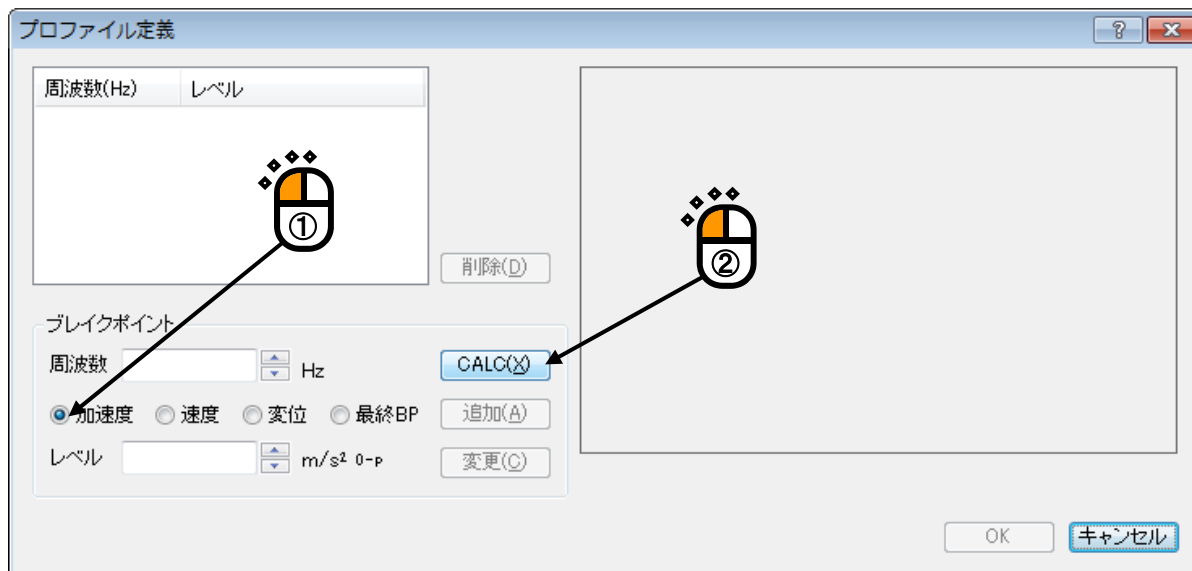 プロファイル定義
?
周波数(Hz) レベル
①
②
削除(D)
ブレイクポイント
周波数 Hz CALC(X)
加速度 速度 変位 最終BP 追加(A)
レベル m/s² 0-p 変更(C)
OK キャンセル